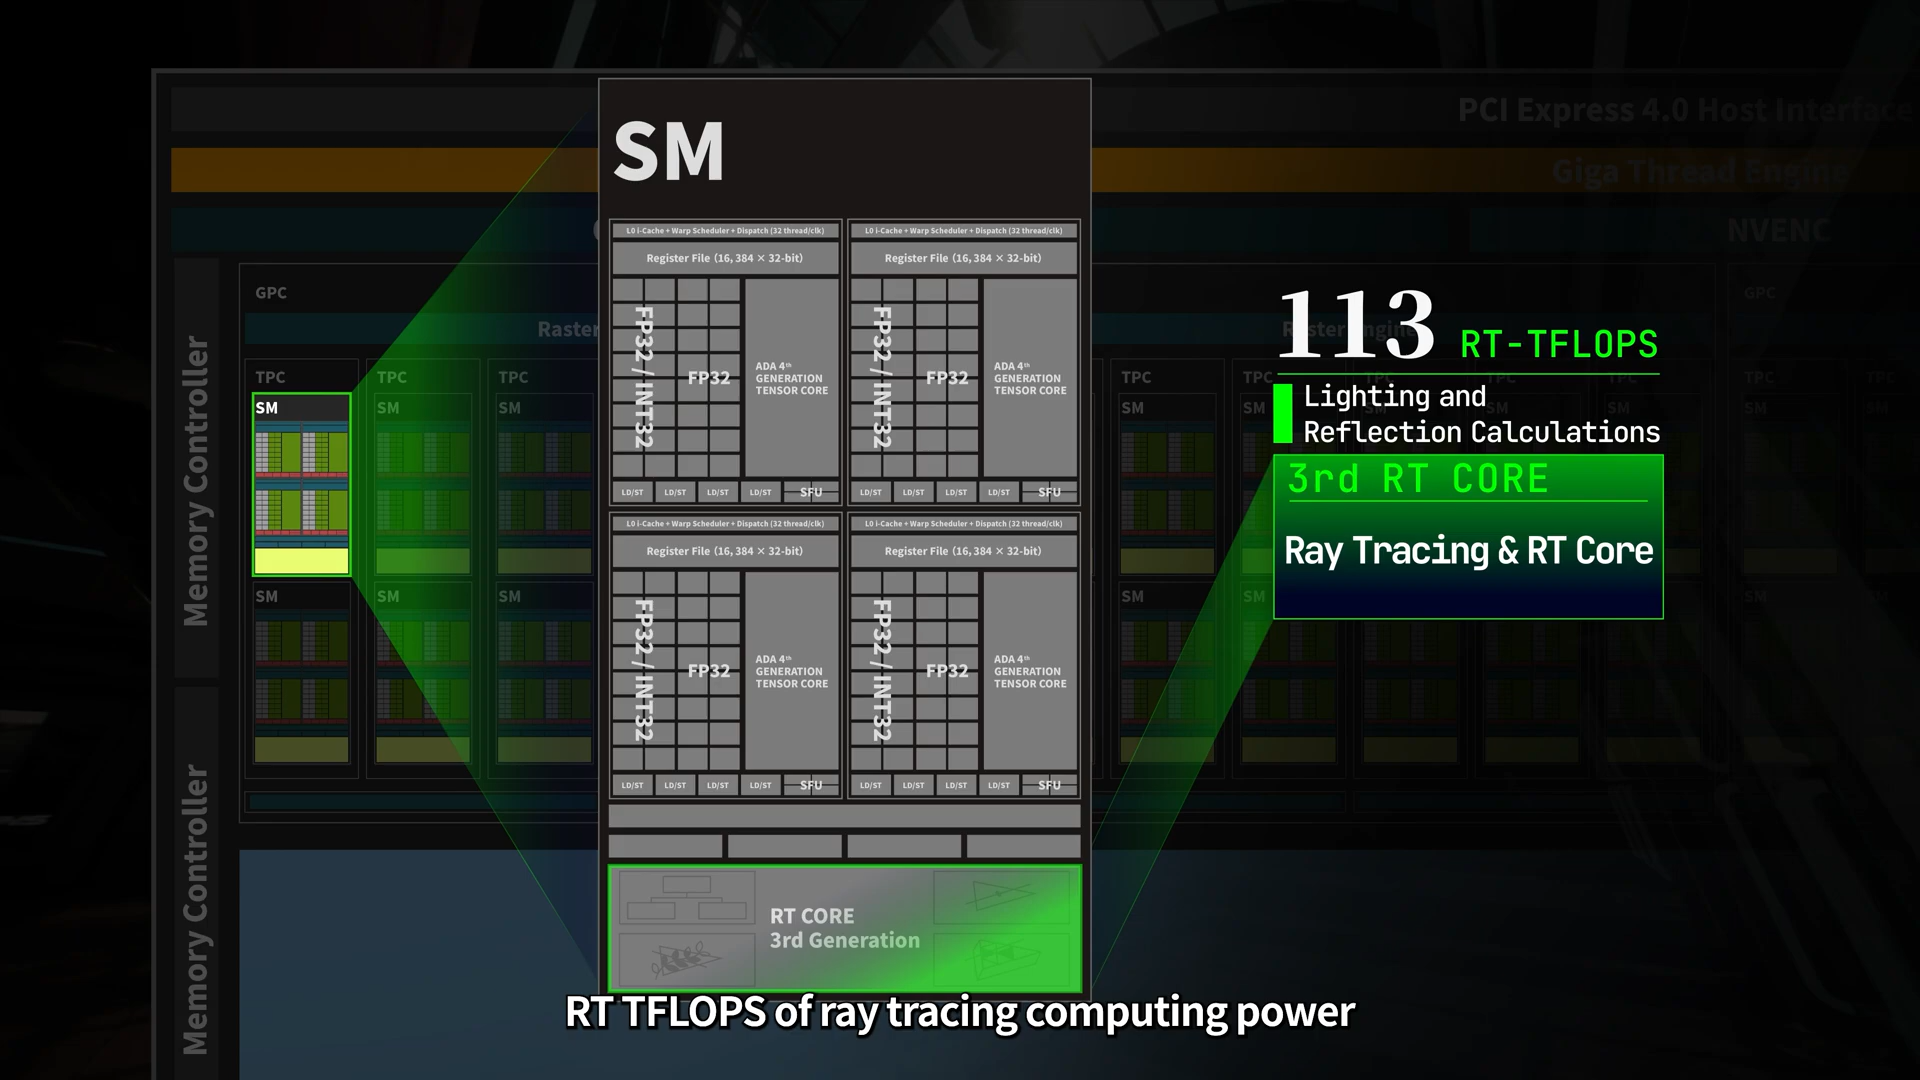 PCI Express 4.0 Host Interface
Giga Thread Engine
NVENC
Memory Controller
Memory Controller
GPC
Raster
TPC
TPC
TPC
SM
SM
SM
SM
SM
SM
SM
L0 i-Cache + Warp Scheduler + Dispatch (32 thread/clk)
Register File (16,384 × 32-bit)
FP32 / INT32
FP32
ADA 4th
GENERATION
TENSOR CORE
LD/ST LD/ST LD/ST LD/ST SFU
L0 i-Cache + Warp Scheduler + Dispatch (32 thread/clk)
Register File (16,384 × 32-bit)
FP32 / INT32
FP32
ADA 4th
GENERATION
TENSOR CORE
LD/ST LD/ST LD/ST LD/ST SFU
L0 i-Cache + Warp Scheduler + Dispatch (32 thread/clk)
Register File (16,384 × 32-bit)
FP32 / INT32
FP32
ADA 4th
GENERATION
TENSOR CORE
LD/ST LD/ST LD/ST LD/ST SFU
L0 i-Cache + Warp Scheduler + Dispatch (32 thread/clk)
Register File (16,384 × 32-bit)
FP32 / INT32
FP32
ADA 4th
GENERATION
TENSOR CORE
LD/ST LD/ST LD/ST LD/ST SFU
RT CORE
3rd Generation
TPC
TPC
SM
SM
SM
SM
GPC
113 RT-TFLOPS
Lighting and
Reflection Calculations
3rd RT CORE
Ray Tracing & RT Core
RT TFLOPS of ray tracing computing power